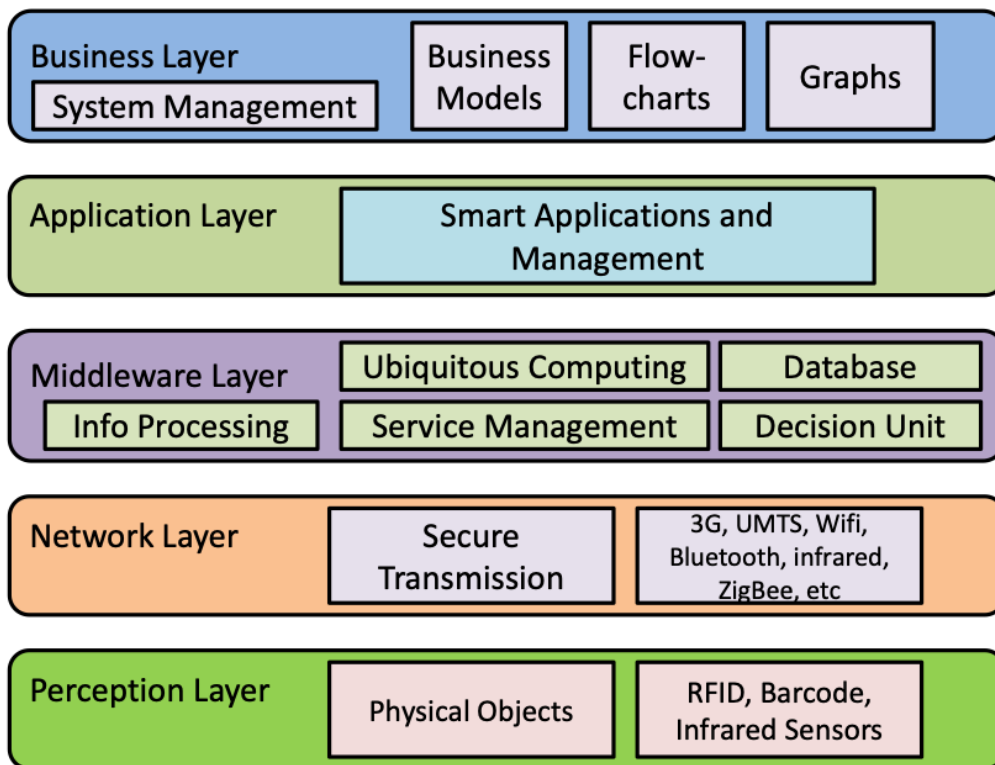 Business Layer
System Management
Business
Models
Flow-
charts
Graphs
Application Layer
Smart Applications and
Management
Middleware Layer
Info Processing
Ubiquitous Computing
Database
Service Management
Decision Unit
Network Layer
Secure
Transmission
3G, UMTS, Wifi,
Bluetooth, infrared,
ZigBee, etc
Perception Layer
Physical Objects
RFID, Barcode,
Infrared Sensors